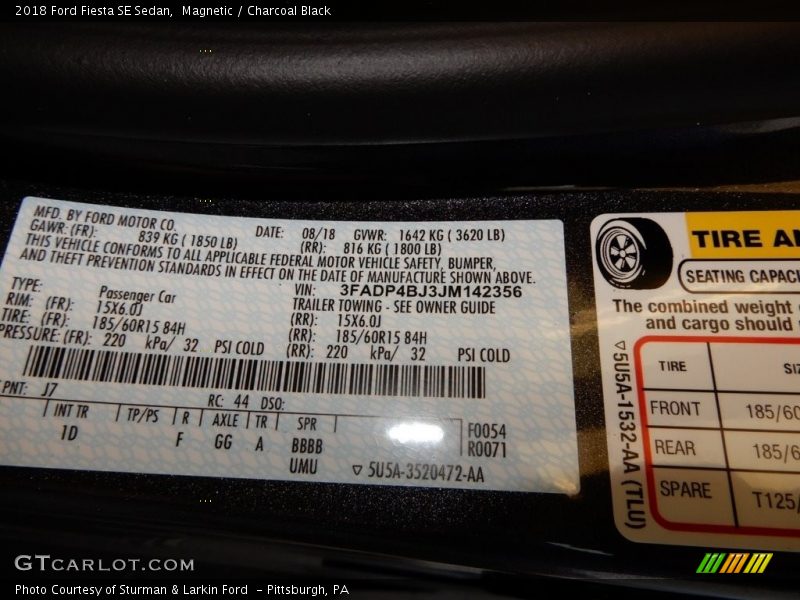 2018 Ford Fiesta SE Sedan,  Magnetic / Charcoal Black
MFD. BY FORD MOTOR CO.
DATE: 08/18 GVWR: 1642 KG ( 3620 LB)
GAWR: (FR): 839 KG ( 1850 LB) (RR): 816 KG ( 1800 LB)
THIS VEHICLE CONFORMS TO ALL APPLICABLE FEDERAL MOTOR VEHICLE SAFETY, BUMPER,
AND THEFT PREVENTION STANDARDS IN EFFECT ON THE DATE OF MANUFACTURE SHOWN ABOVE.
VIN: 3FADP4BJ3JM142356
TYPE: Passenger Car TRAILER TOWING - SEE OWNER GUIDE
RIM: (FR): 15X6.0J (RR): 15X6.0J
TIRE: (FR): 185/60R15 84H (RR): 185/60R15 84H
PRESSURE: (FR): 220 kPa/ 32 PSI COLD (RR): 220 kPa/ 32 PSI COLD
PNT: J7 RC: 44 DSO:
INT TR TP/PS R AXLE TR SPR F0054
1D F GG A BBBB R0071
UMU ▽ 5U5A-3520472-AA
TIRE A
SEATING CAPACI
The combined weight
and cargo should
▽5U5A-1532-AA (TLU)
TIRE SIZ
FRONT 185/60
REAR 185/6
SPARE T125/
GTCARLOT.COM
Photo Courtesy of Sturman & Larkin Ford  - Pittsburgh, PA